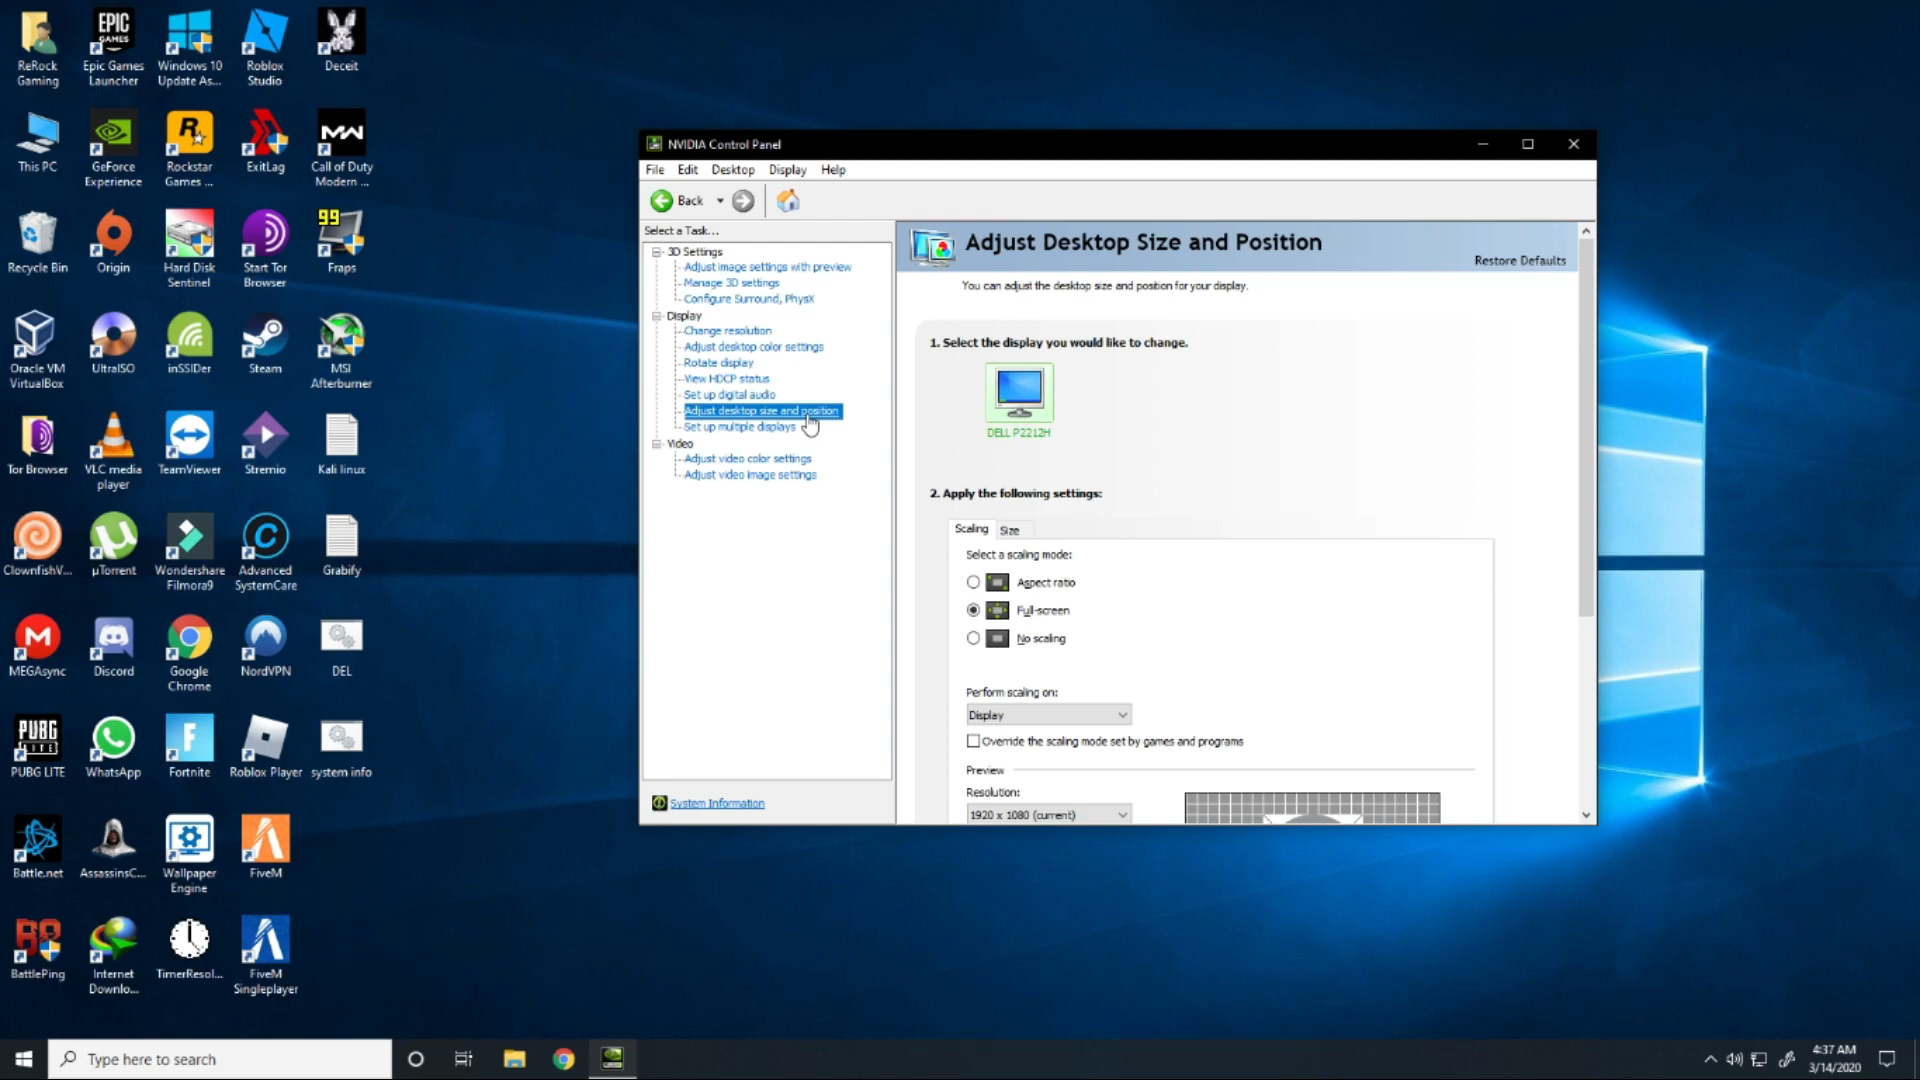 ReRock
Gaming
EPIC
GAMES
Epic Games
Launcher
Windows 10
Update As...
Roblox
Studio
Deceit
This PC
GeForce
Experience
R
Rockstar
Games ...
ExitLag
MW
Call of Duty
Modern ...
Recycle Bin
Origin
Hard Disk
Sentinel
Start Tor
Browser
99
Fraps
Oracle VM
VirtualBox
UltraISO
inSSIDer
Steam
MSI
Afterburner
Tor Browser
VLC media
player
TeamViewer
Stremio
Kali linux
ClownfishV...
µTorrent
Wondershare
Filmora9
Advanced
SystemCare
Grabify
MEGAsync
Discord
Google
Chrome
NordVPN
DEL
PUBG
LITE
PUBG LITE
WhatsApp
Fortnite
Roblox Player
system info
Battle.net
AssassinsC...
Wallpaper
Engine
FiveM
BattlePing
Internet
Downlo...
TimerResol...
FiveM
Singleplayer
NVIDIA Control Panel
File Edit Desktop Display Help
Back
Select a Task...
3D Settings
Adjust image settings with preview
Manage 3D settings
Configure Surround, PhysX
Display
Change resolution
Adjust desktop color settings
Rotate display
View HDCP status
Set up digital audio
Adjust desktop size and position
Set up multiple displays
Video
Adjust video color settings
Adjust video image settings
System Information
Adjust Desktop Size and Position
Restore Defaults
You can adjust the desktop size and position for your display.
1. Select the display you would like to change.
DELL P2212H
2. Apply the following settings:
Scaling Size
Select a scaling mode:
Aspect ratio
Full-screen
No scaling
Perform scaling on:
Display
Override the scaling mode set by games and programs
Preview
Resolution:
1920 x 1080 (current)
Type here to search
4:37 AM
3/14/2020